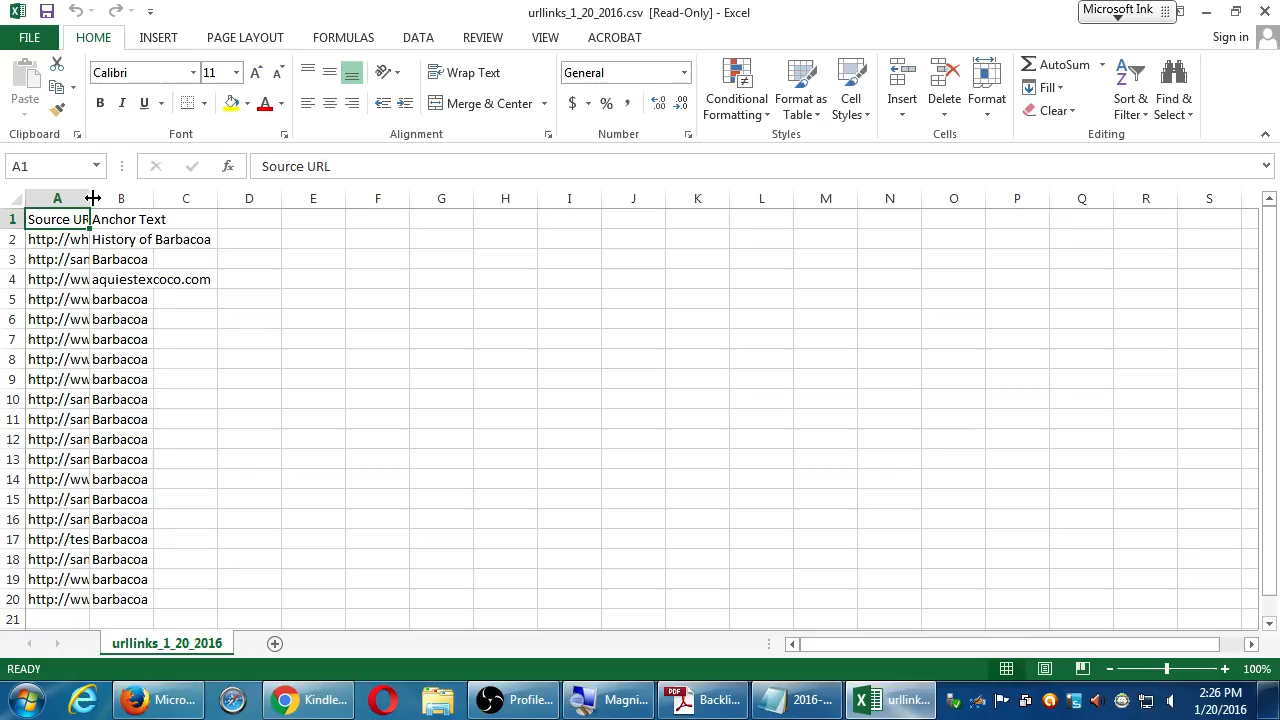 urllinks_1_20_2016.csv [Read-Only] - Excel
Microsoft Ink
FILE HOME INSERT PAGE LAYOUT FORMULAS DATA REVIEW VIEW ACROBAT Sign in
Paste
Clipboard
Calibri 11
B I U A
Font
Wrap Text
Merge & Center
Alignment
General
$ % ,
Number
Conditional Formatting
Format as Table
Cell Styles
Styles
Insert Delete Format
Cells
AutoSum
Fill
Clear
Sort & Filter
Find & Select
Editing
A1 fx Source URL
A B C D E F G H I J K L M N O P Q R S
1 Source UR Anchor Text
2 http://wh History of Barbacoa
3 http://san Barbacoa
4 http://ww aquiestexcoco.com
5 http://ww barbacoa
6 http://ww barbacoa
7 http://ww barbacoa
8 http://ww barbacoa
9 http://ww barbacoa
10 http://san Barbacoa
11 http://san Barbacoa
12 http://san Barbacoa
13 http://san Barbacoa
14 http://ww Barbacoa
15 http://san Barbacoa
16 http://san Barbacoa
17 http://tes Barbacoa
18 http://san Barbacoa
19 http://ww barbacoa
20 http://ww barbacoa
21
urllinks_1_20_2016
READY 100%
Micro... Kindle... Profile... Magni... Backli... 2016-... urllink...
2:26 PM
1/20/2016